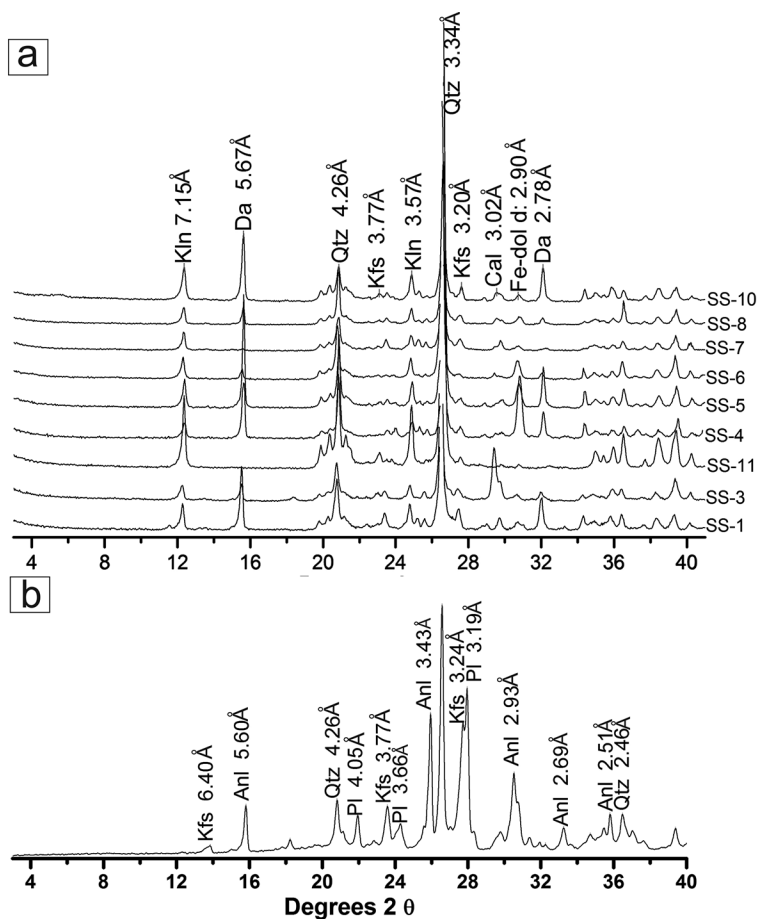 a
Kln 7.15Å
Da 5.67Å
Qtz 4.26Å
Kfs 3.77Å
Kln 3.57Å
Qtz 3.34Å
Kfs 3.20Å
Cal 3.02Å
Fe-dol d: 2.90Å
Da 2.78Å
SS-10
SS-8
SS-7
SS-6
SS-5
SS-4
SS-11
SS-3
SS-1
4 8 12 16 20 24 28 32 36 40
b
Kfs 6.40Å
Anl 5.60Å
Qtz 4.26Å
Pl 4.05Å
Kfs 3.77Å
Pl 3.66Å
Anl 3.43Å
Kfs 3.24Å
Pl 3.19Å
Anl 2.93Å
Anl 2.69Å
Anl 2.51Å
Qtz 2.46Å
4 8 12 16 20 24 28 32 36 40
Degrees 2 θ